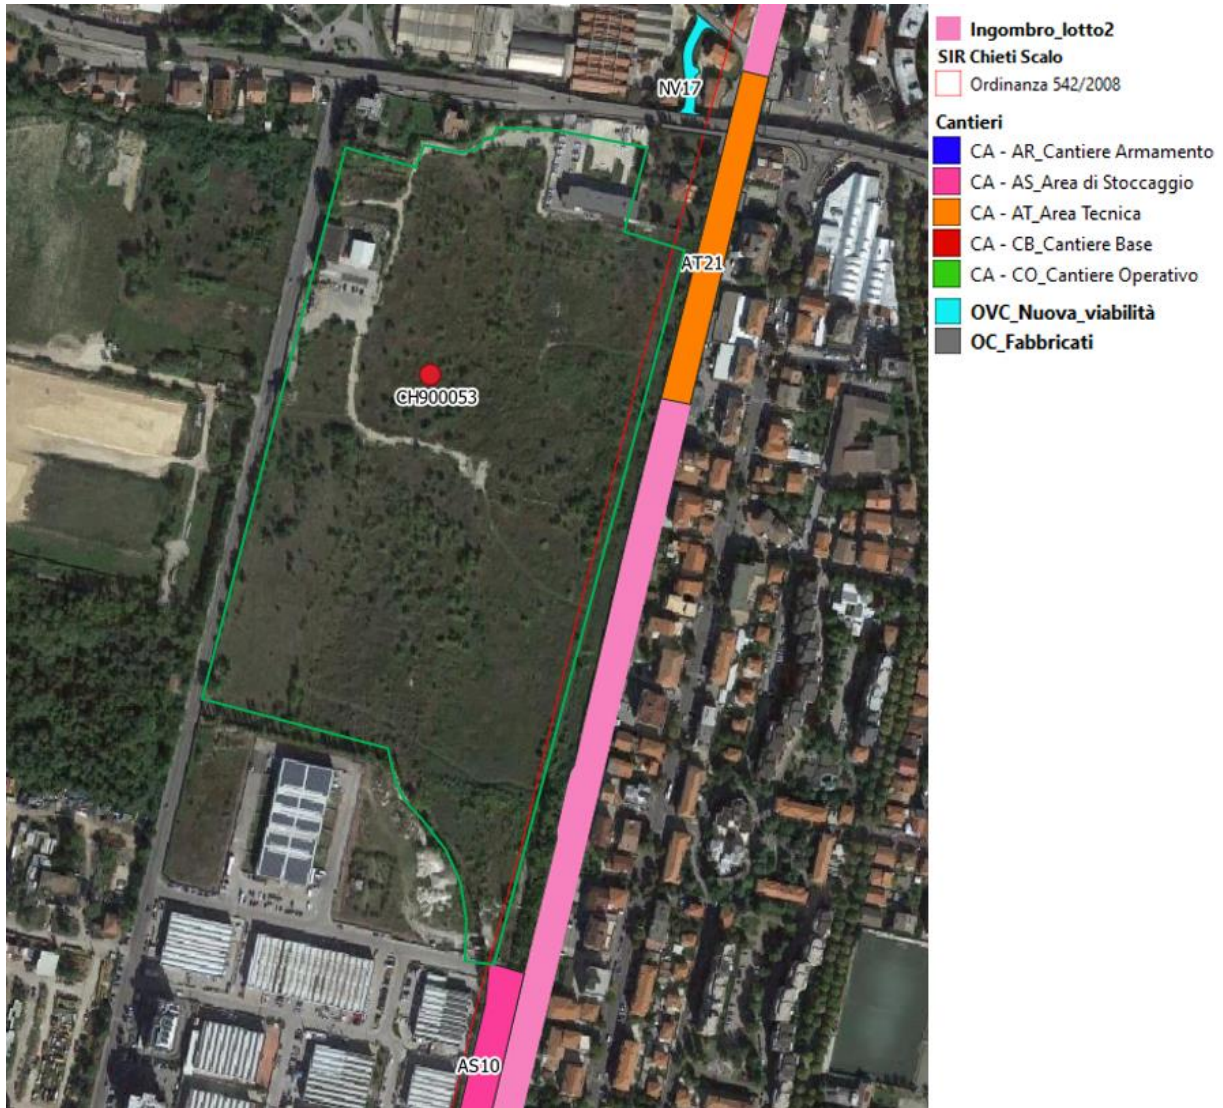 NV17
AT21
CH900053
AS10
Ingombro_lotto2
SIR Chieti Scalo
Ordinanza 542/2008
Cantieri
CA - AR_Cantiere Armamento
CA - AS_Area di Stoccaggio
CA - AT_Area Tecnica
CA - CB_Cantiere Base
CA - CO_Cantiere Operativo
OVC_Nuova_viabilità
OC_Fabbricati